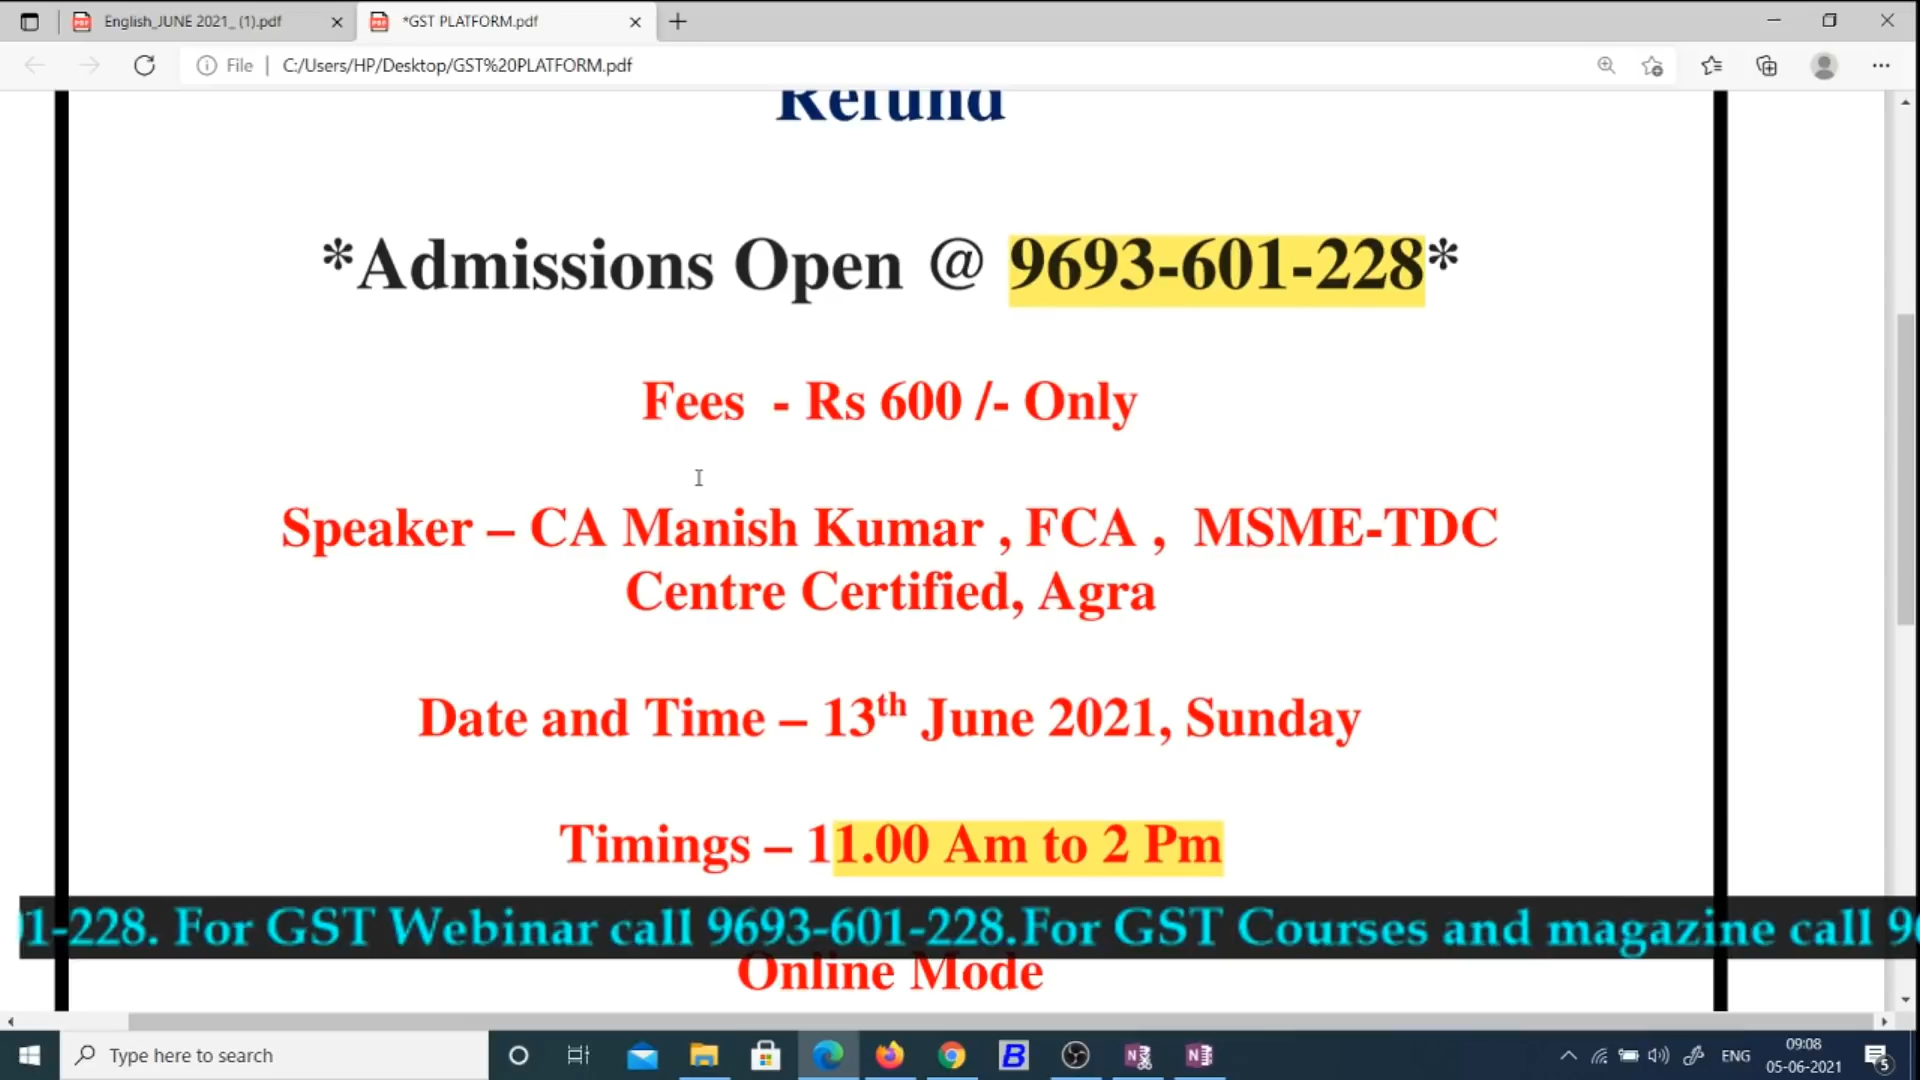 English_JUNE 2021_ (1).pdf
*GST PLATFORM.pdf
File
C:/Users/HP/Desktop/GST%20PLATFORM.pdf
Refund
*Admissions Open @ 9693-601-228*
Fees - Rs 600 /- Only
Speaker – CA Manish Kumar , FCA , MSME-TDC
Centre Certified, Agra
Date and Time – 13th June 2021, Sunday
Timings – 11.00 Am to 2 Pm
1-228. For GST Webinar call 9693-601-228.For GST Courses and magazine call 9
Online Mode
Type here to search
ENG
09:08
05-06-2021
5